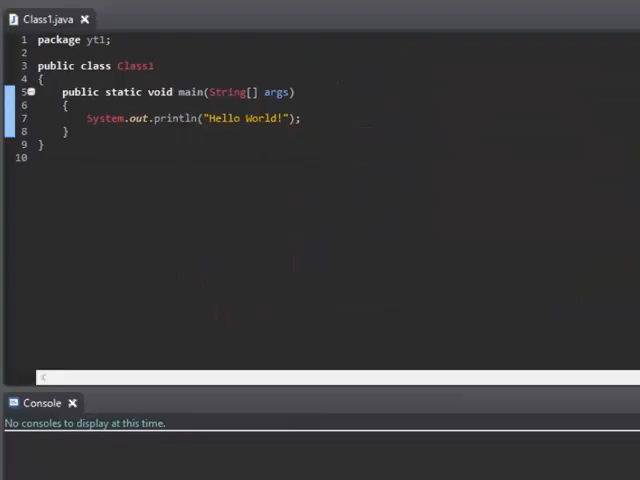 Class1.java
1 package yt1;
2
3 public class Class1
4 {
5 public static void main(String[] args)
6 {
7 System.out.println("Hello World!");
8 }
9 }
10
Console
No consoles to display at this time.